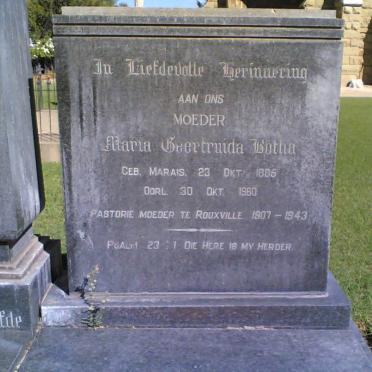 In Liefdevolle Herinnering
AAN ONS
MOEDER
Maria Geertruida Botha
GEB. MARAIS. 23 OKT. 1886
OORL. 30 OKT. 1960
PASTORIE MOEDER TE ROUXVILLE 1907 – 1943
PSALM 23 : 1 DIE HERE IS MY HERDER.